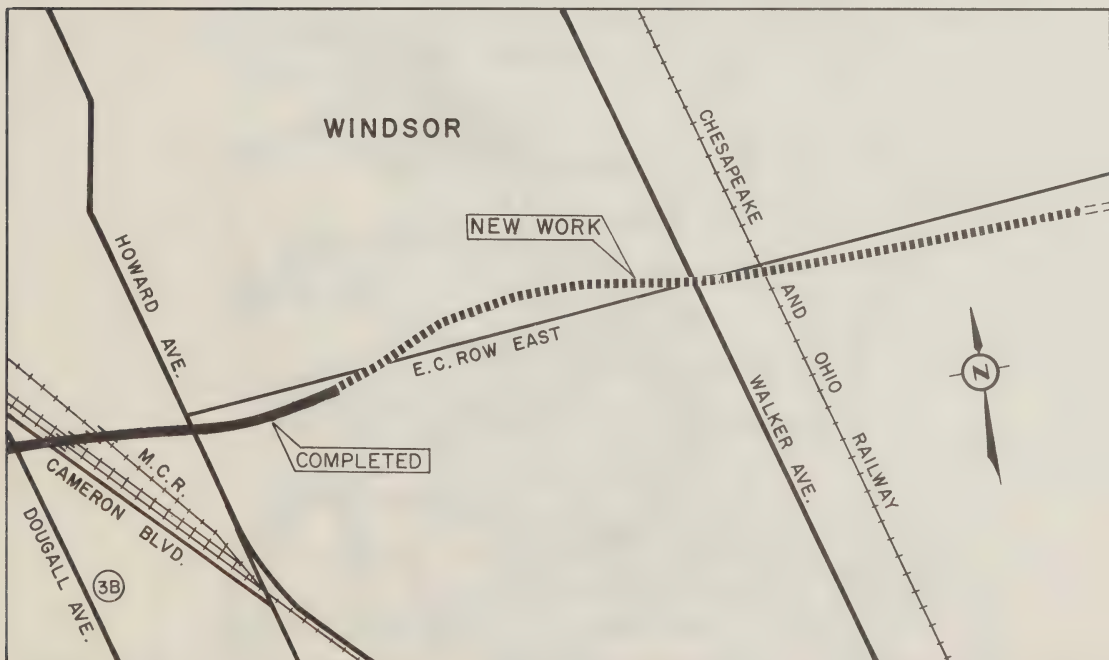 WINDSOR
CHESAPEAKE AND OHIO RAILWAY
NEW WORK
HOWARD AVE.
E.C. ROW EAST
N
WALKER AVE.
COMPLETED
M.C.R.
CAMERON BLVD.
DOUGALL AVE.
3B